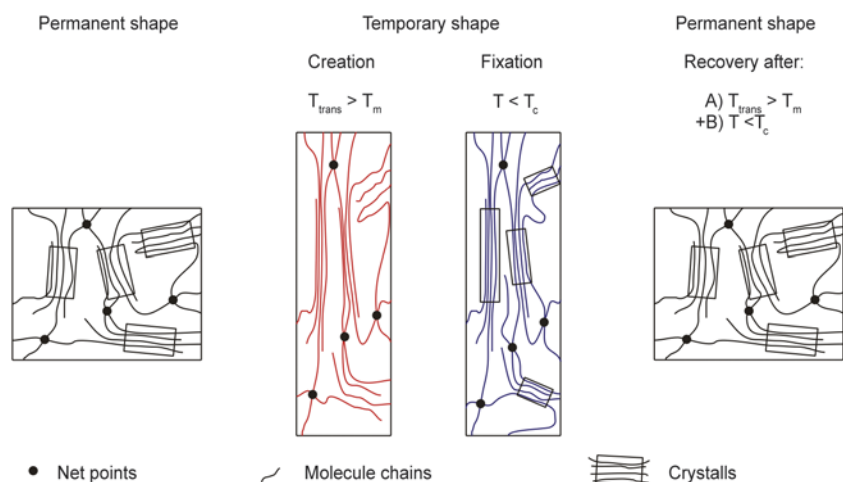 Permanent shape
Temporary shape
Permanent shape
Creation
Fixation
Recovery after:
T_trans > T_m
T < T_c
A) T_trans > T_m
+B) T <T_c
Net points
Molecule chains
Crystalls